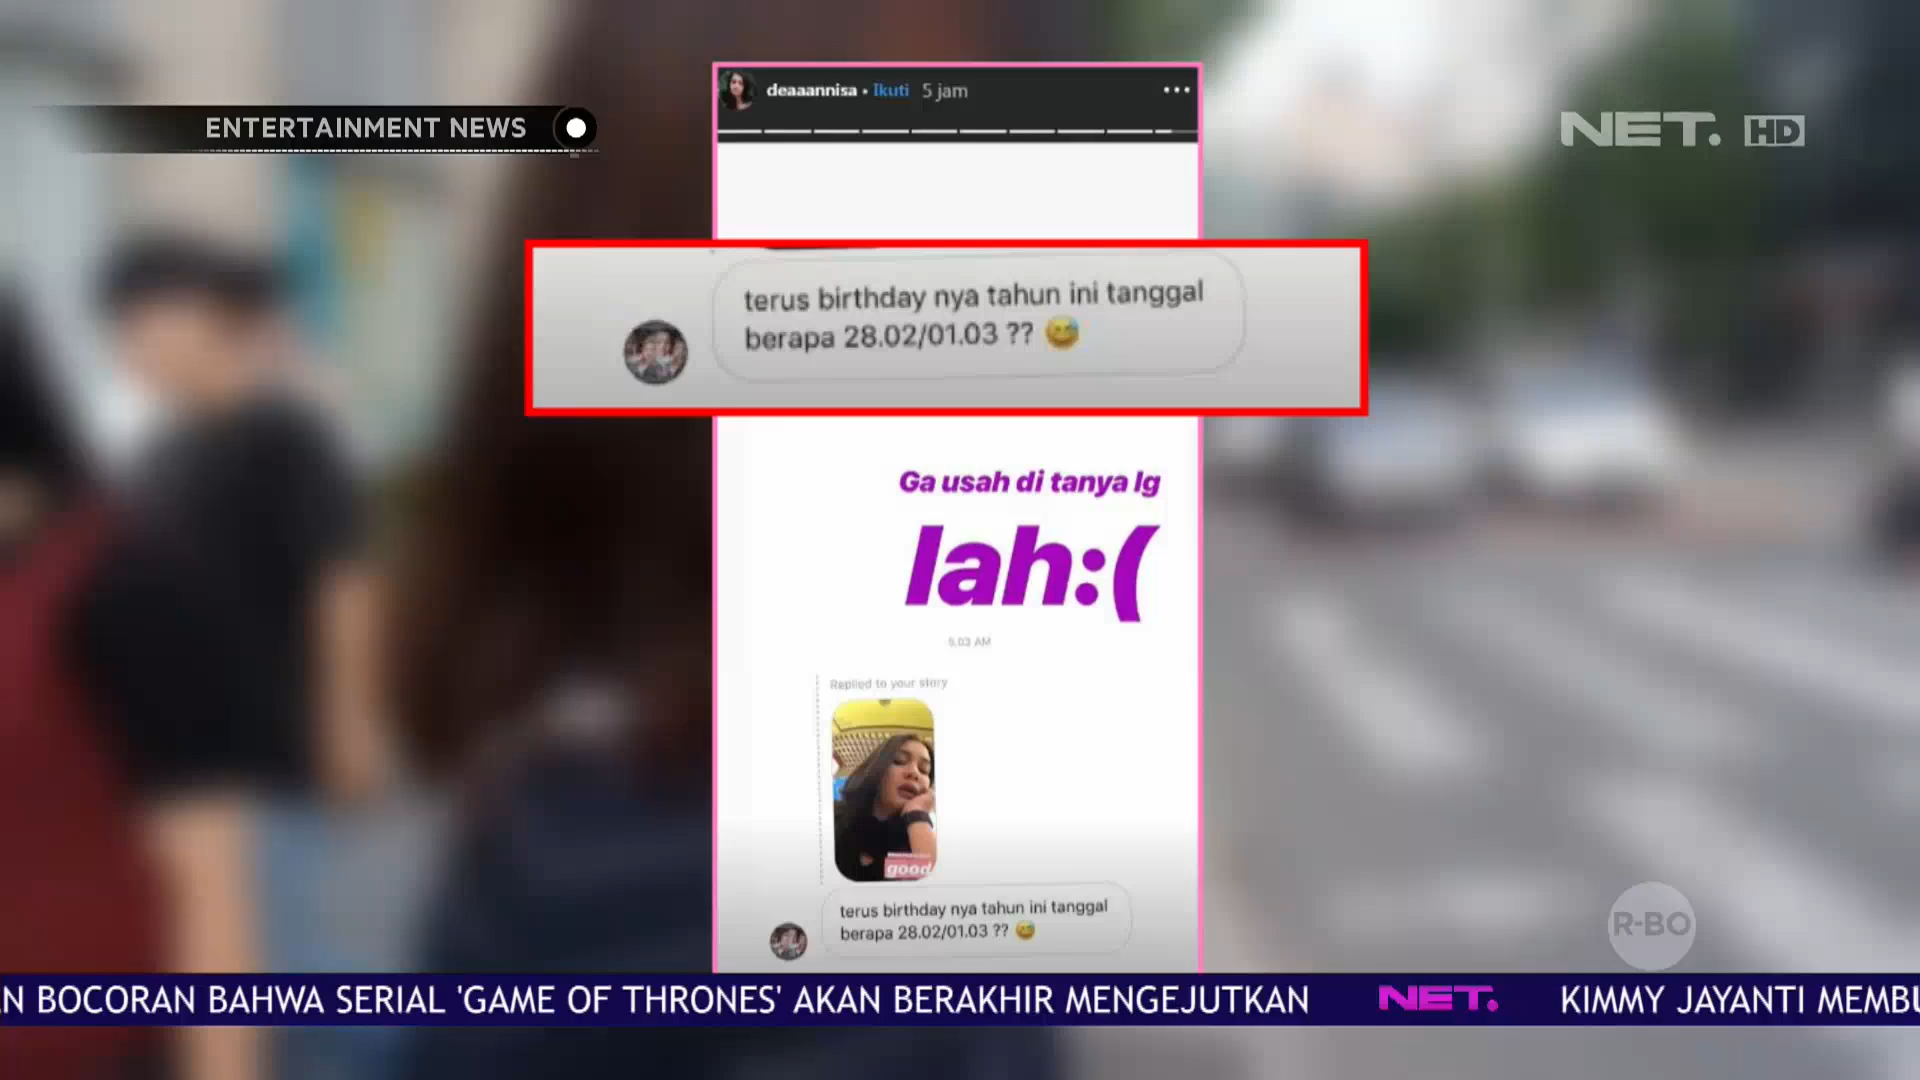 ENTERTAINMENT NEWS
NET. HD
deaaannisa • Ikuti 5 jam
terus birthday nya tahun ini tanggal
berapa 28.02/01.03 ?? 😅
Ga usah di tanya lg
lah:(
5.03 AM
Replied to your story
good
terus birthday nya tahun ini tanggal
berapa 28.02/01.03 ?? 😅
R-BO
N BOCORAN BAHWA SERIAL 'GAME OF THRONES' AKAN BERAKHIR MENGEJUTKAN NET. KIMMY JAYANTI MEMBU